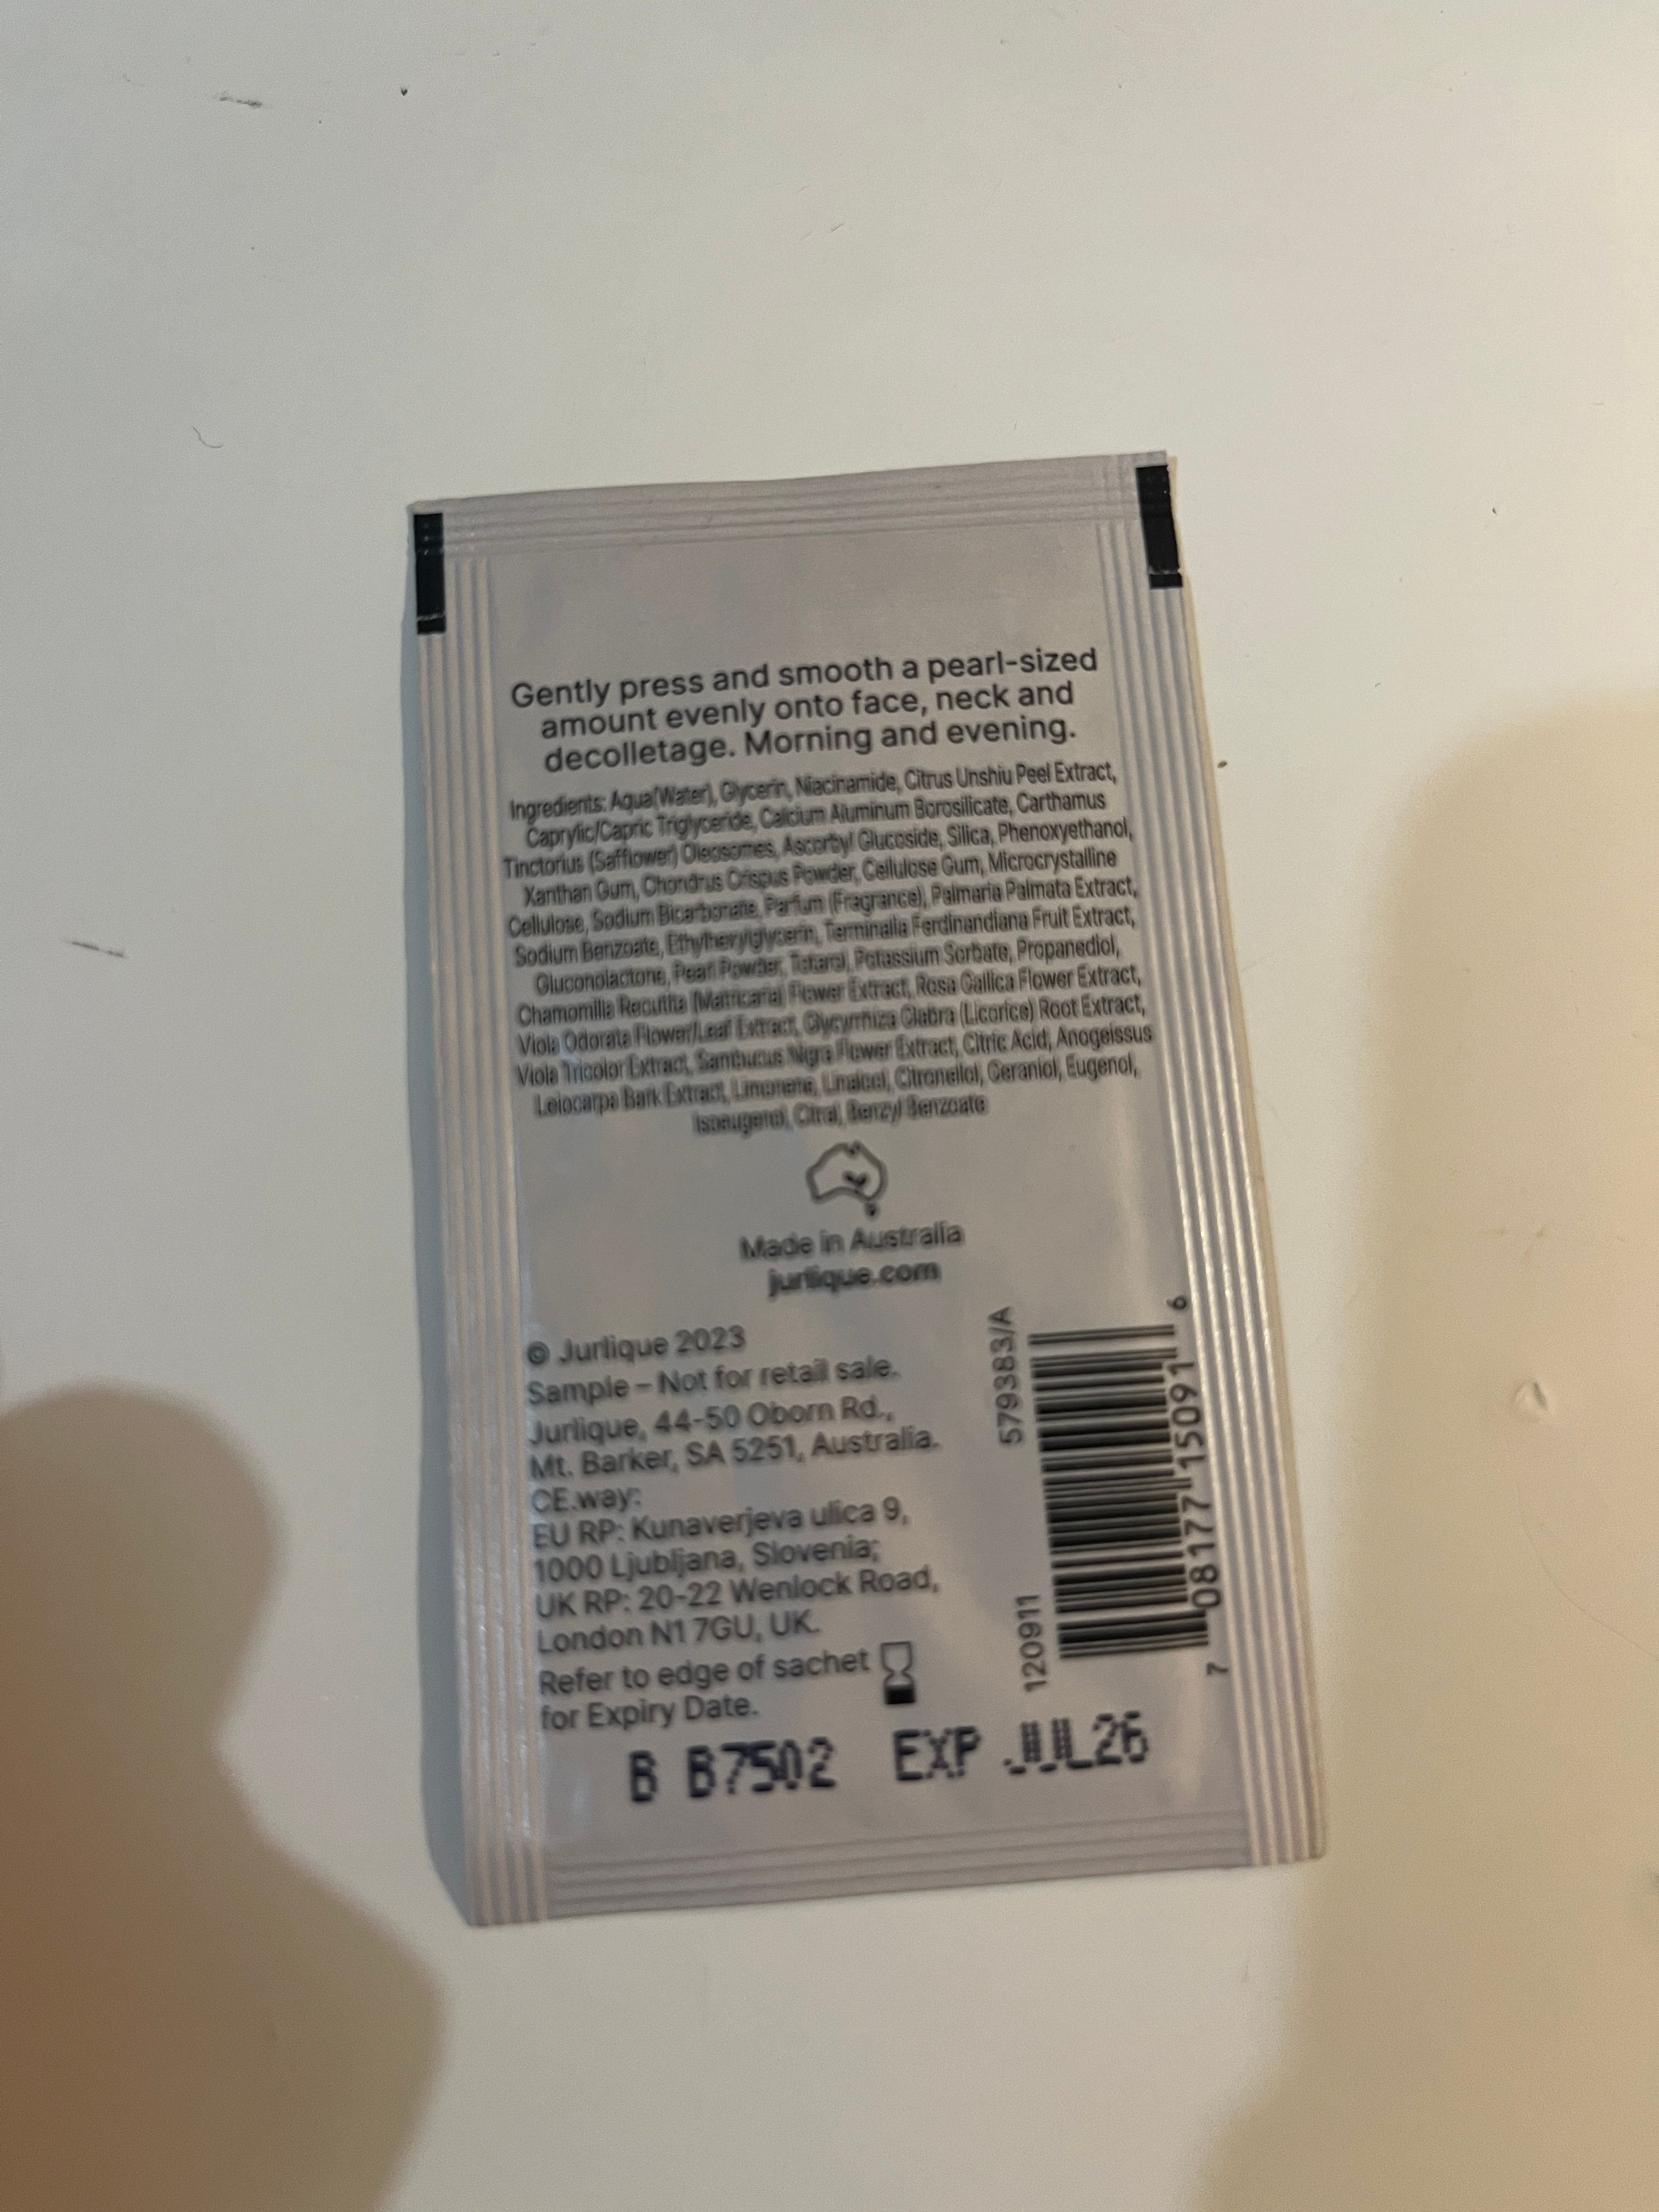 Gently press and smooth a pearl-sized
amount evenly onto face, neck and
decolletage. Morning and evening.
Ingredients: Aqua(Water), Glycerin, Niacinamide, Citrus Unshiu Peel Extract,
Caprylic/Capric Triglyceride, Calcium Aluminum Borosilicate, Carthamus
Tinctorius (Safflower) Oleosomes, Ascorbyl Glucoside, Silica, Phenoxyethanol,
Xanthan Gum, Chondrus Crispus Powder, Cellulose Gum, Microcrystalline
Cellulose, Sodium Bicarbonate, Parfum (Fragrance), Palmaria Palmata Extract,
Sodium Benzoate, Ethylhexylglycerin, Terminalia Ferdinandiana Fruit Extract,
Gluconolactone, Pearl Powder, Totarol, Potassium Sorbate, Propanediol,
Chamomilla Recutita (Matricaria) Flower Extract, Rosa Gallica Flower Extract,
Viola Odorata Flower/Leaf Extract, Glycyrrhiza Glabra (Licorice) Root Extract,
Viola Tricolor Extract, Sambucus Nigra Flower Extract, Citric Acid, Anogeissus
Leiocarpa Bark Extract, Limonene, Linalool, Citronellol, Geraniol, Eugenol,
Isoeugenol, Citral, Benzyl Benzoate
Made in Australia
jurlique.com
© Jurlique 2023
Sample – Not for retail sale.
Jurlique, 44-50 Oborn Rd.,
Mt. Barker, SA 5251, Australia.
CE.way:
EU RP: Kunaverjeva ulica 9,
1000 Ljubljana, Slovenia;
UK RP: 20-22 Wenlock Road,
London N1 7GU, UK.
Refer to edge of sachet
for Expiry Date.
120911 579383/A
7 08177 15091 6
B B7502 EXP JUL26